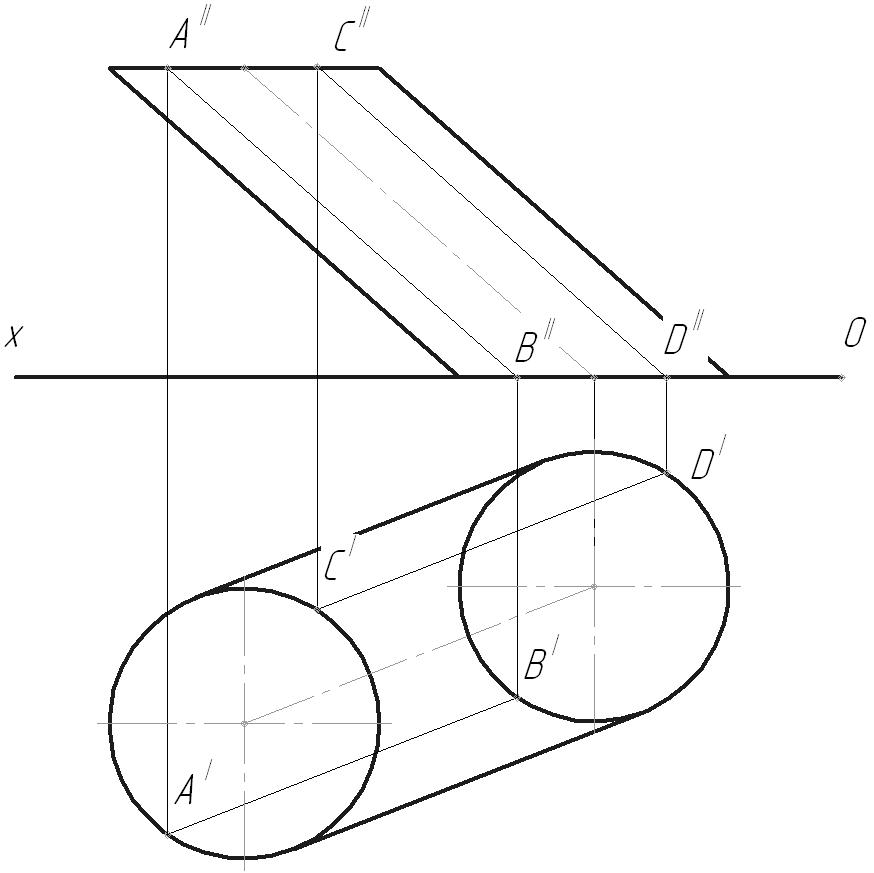 A″ C″
x B″ D″ 0
D′
C′
B′
A′